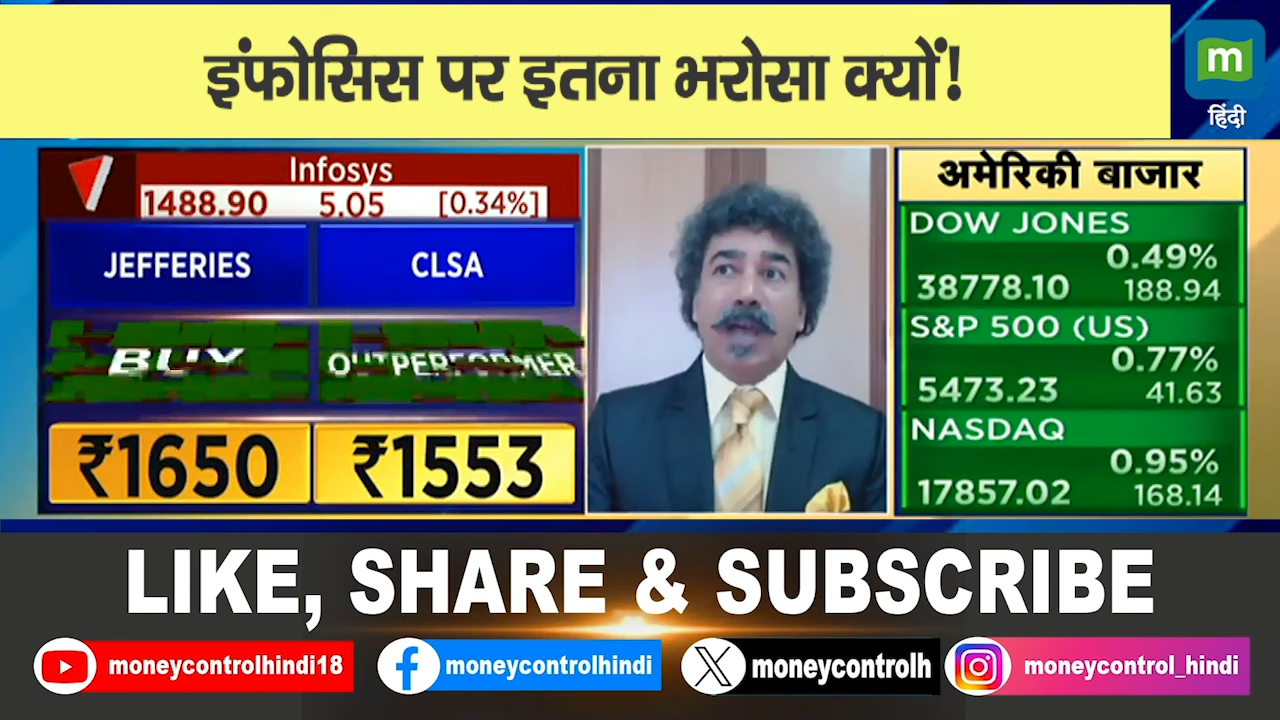 इंफोसिस पर इतना भरोसा क्यों!
m
हिंदी
Infosys
1488.90 5.05 [0.34%]
JEFFERIES CLSA
BUY OUTPERFORMER
₹1650 ₹1553
अमेरिकी बाजार
DOW JONES
0.49%
38778.10 188.94
S&P 500 (US)
0.77%
5473.23 41.63
NASDAQ
0.95%
17857.02 168.14
LIKE, SHARE & SUBSCRIBE
moneycontrolhindi18 moneycontrolhindi moneycontrolh moneycontrol_hindi